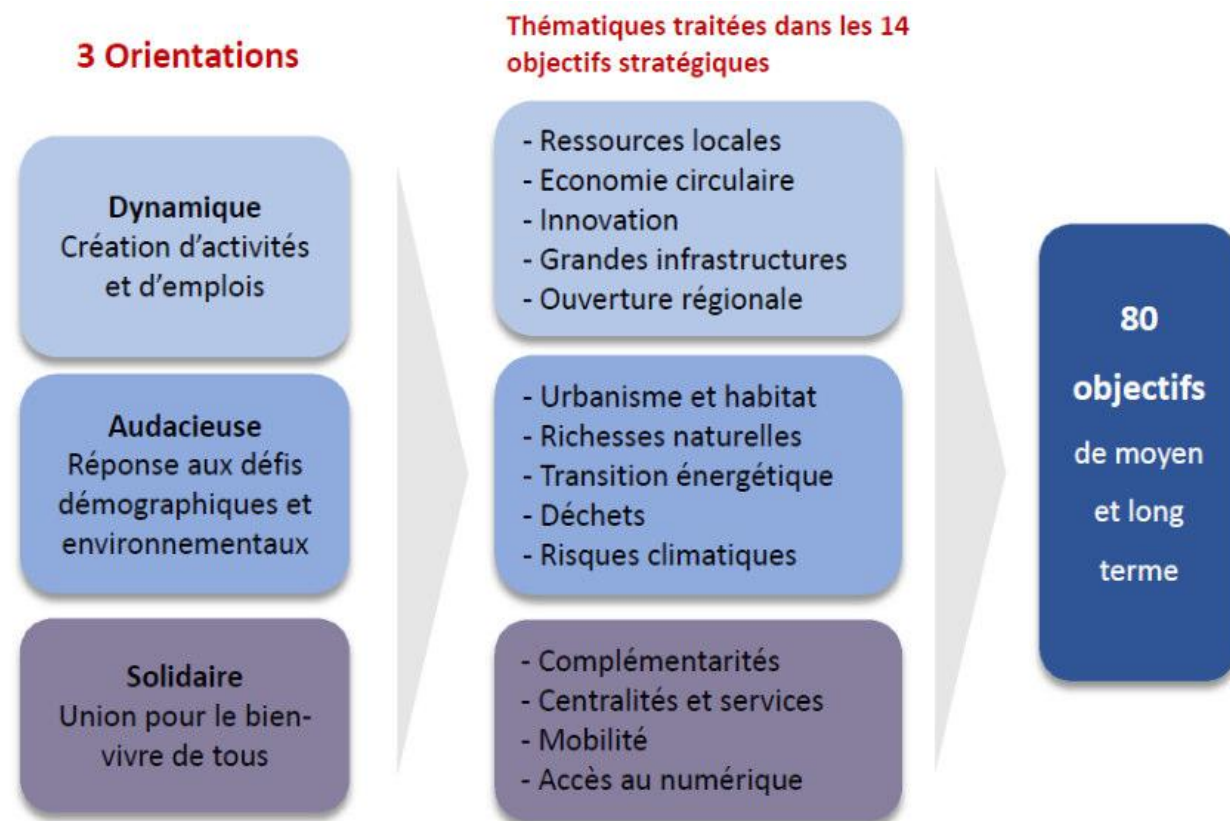 3 Orientations
Thématiques traitées dans les 14
objectifs stratégiques
Dynamique
Création d’activités
et d’emplois
- Ressources locales
- Economie circulaire
- Innovation
- Grandes infrastructures
- Ouverture régionale
Audacieuse
Réponse aux défis
démographiques et
environnementaux
- Urbanisme et habitat
- Richesses naturelles
- Transition énergétique
- Déchets
- Risques climatiques
Solidaire
Union pour le bien-
vivre de tous
- Complémentarités
- Centralités et services
- Mobilité
- Accès au numérique
80
objectifs
de moyen
et long
terme